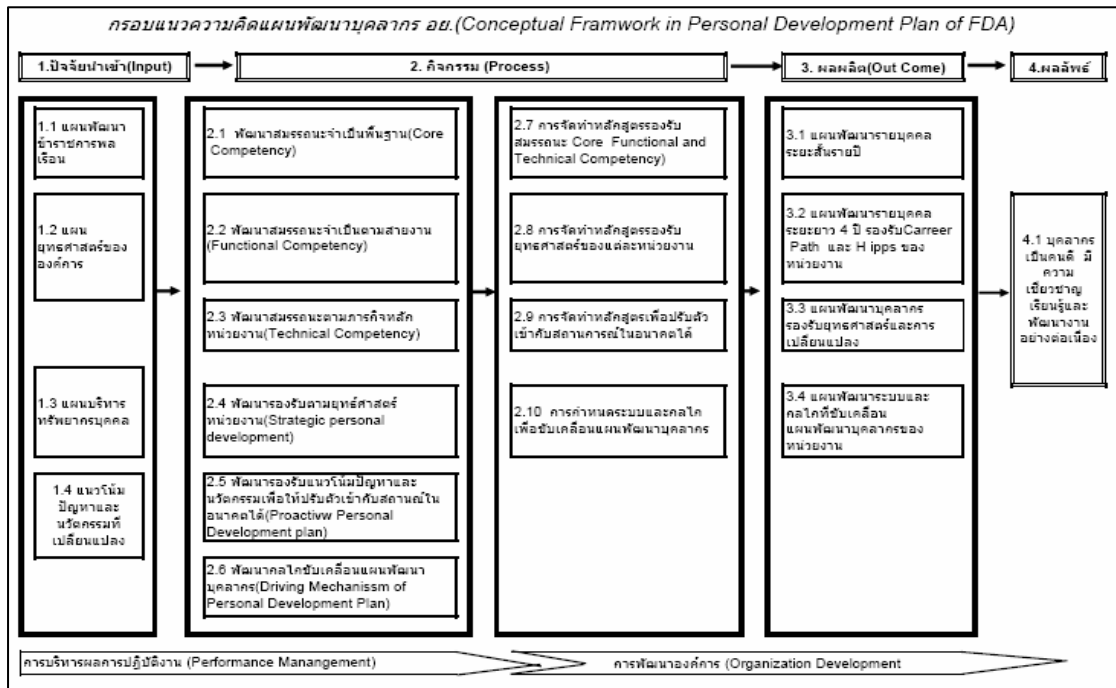 กรอบแนวความคิดแผนพัฒนาบุคลากร อย.(Conceptual Framwork in Personal Development Plan of FDA)
1.ปัจจัยนำเข้า(Input)
2. กิจกรรม (Process)
3. ผลผลิต(Out Come)
4.ผลลัพธ์
1.1 แผนพัฒนา
ข้าราชการพล
เรือน
1.2 แผน
ยุทธศาสตร์ของ
องค์การ
1.3 แผนบริหาร
ทรัพยากรบุคคล
1.4 แนวโน้ม
ปัญหาและ
นวัตกรรมที่
เปลี่ยนแปลง
2.1 พัฒนาสมรรถนะจำเป็นพื้นฐาน(Core
Competency)
2.2 พัฒนาสมรรถนะจำเป็นตามสายงาน
(Functional Competency)
2.3 พัฒนาสมรรถนะตามภารกิจหลัก
หน่วยงาน(Technical Competency)
2.4 พัฒนารองรับตามยุทธศาสตร์
หน่วยงาน(Strategic personal
development)
2.5 พัฒนารองรับแนวโน้มปัญหาและ
นวัตกรรมเพื่อให้ปรับตัวเข้ากับสถานณ์ใน
อนาคตได้(Proactivw Personal
Development plan)
2.6 พัฒนากลไกขับเคลื่อนแผนพัฒนา
บุคลากร(Driving Mechanissm of
Personal Development Plan)
2.7 การจัดทำหลักสูตรรองรับ
สมรรถนะ Core Functional and
Technical Competency)
2.8 การจัดทำหลักสูตรรองรับ
ยุทธศาสตร์ของแต่ละหน่วยงาน
2.9 การจัดทำหลักสูตรเพื่อปรับตัว
เข้ากับสถานการณ์ในอนาคตได้
2.10 การกำหนดระบบและกลไก
เพื่อขับเคลื่อนแผนพัฒนาบุคลากร
3.1 แผนพัฒนารายบุคคล
ระยะสั้นรายปี
3.2 แผนพัฒนารายบุคคล
ระยะยาว 4 ปี รองรับCarreer
Path และ H ipps ของ
หน่วยงาน
3.3 แผนพัฒนาบุคลากร
รองรับยุทธศาสตร์และการ
เปลี่ยนแปลง
3.4 แผนพัฒนาระบบและ
กลไกที่ขับเคลื่อน
แผนพัฒนาบุคลากรของ
หน่วยงาน
4.1 บุคลากร
เป็นคนดี มี
ความ
เชี่ยวชาญ
เรียนรู้และ
พัฒนางาน
อย่างต่อเนื่อง
การบริหารผลการปฏิบัติงาน (Performance Manangement)
การพัฒนาองค์การ (Organization Development